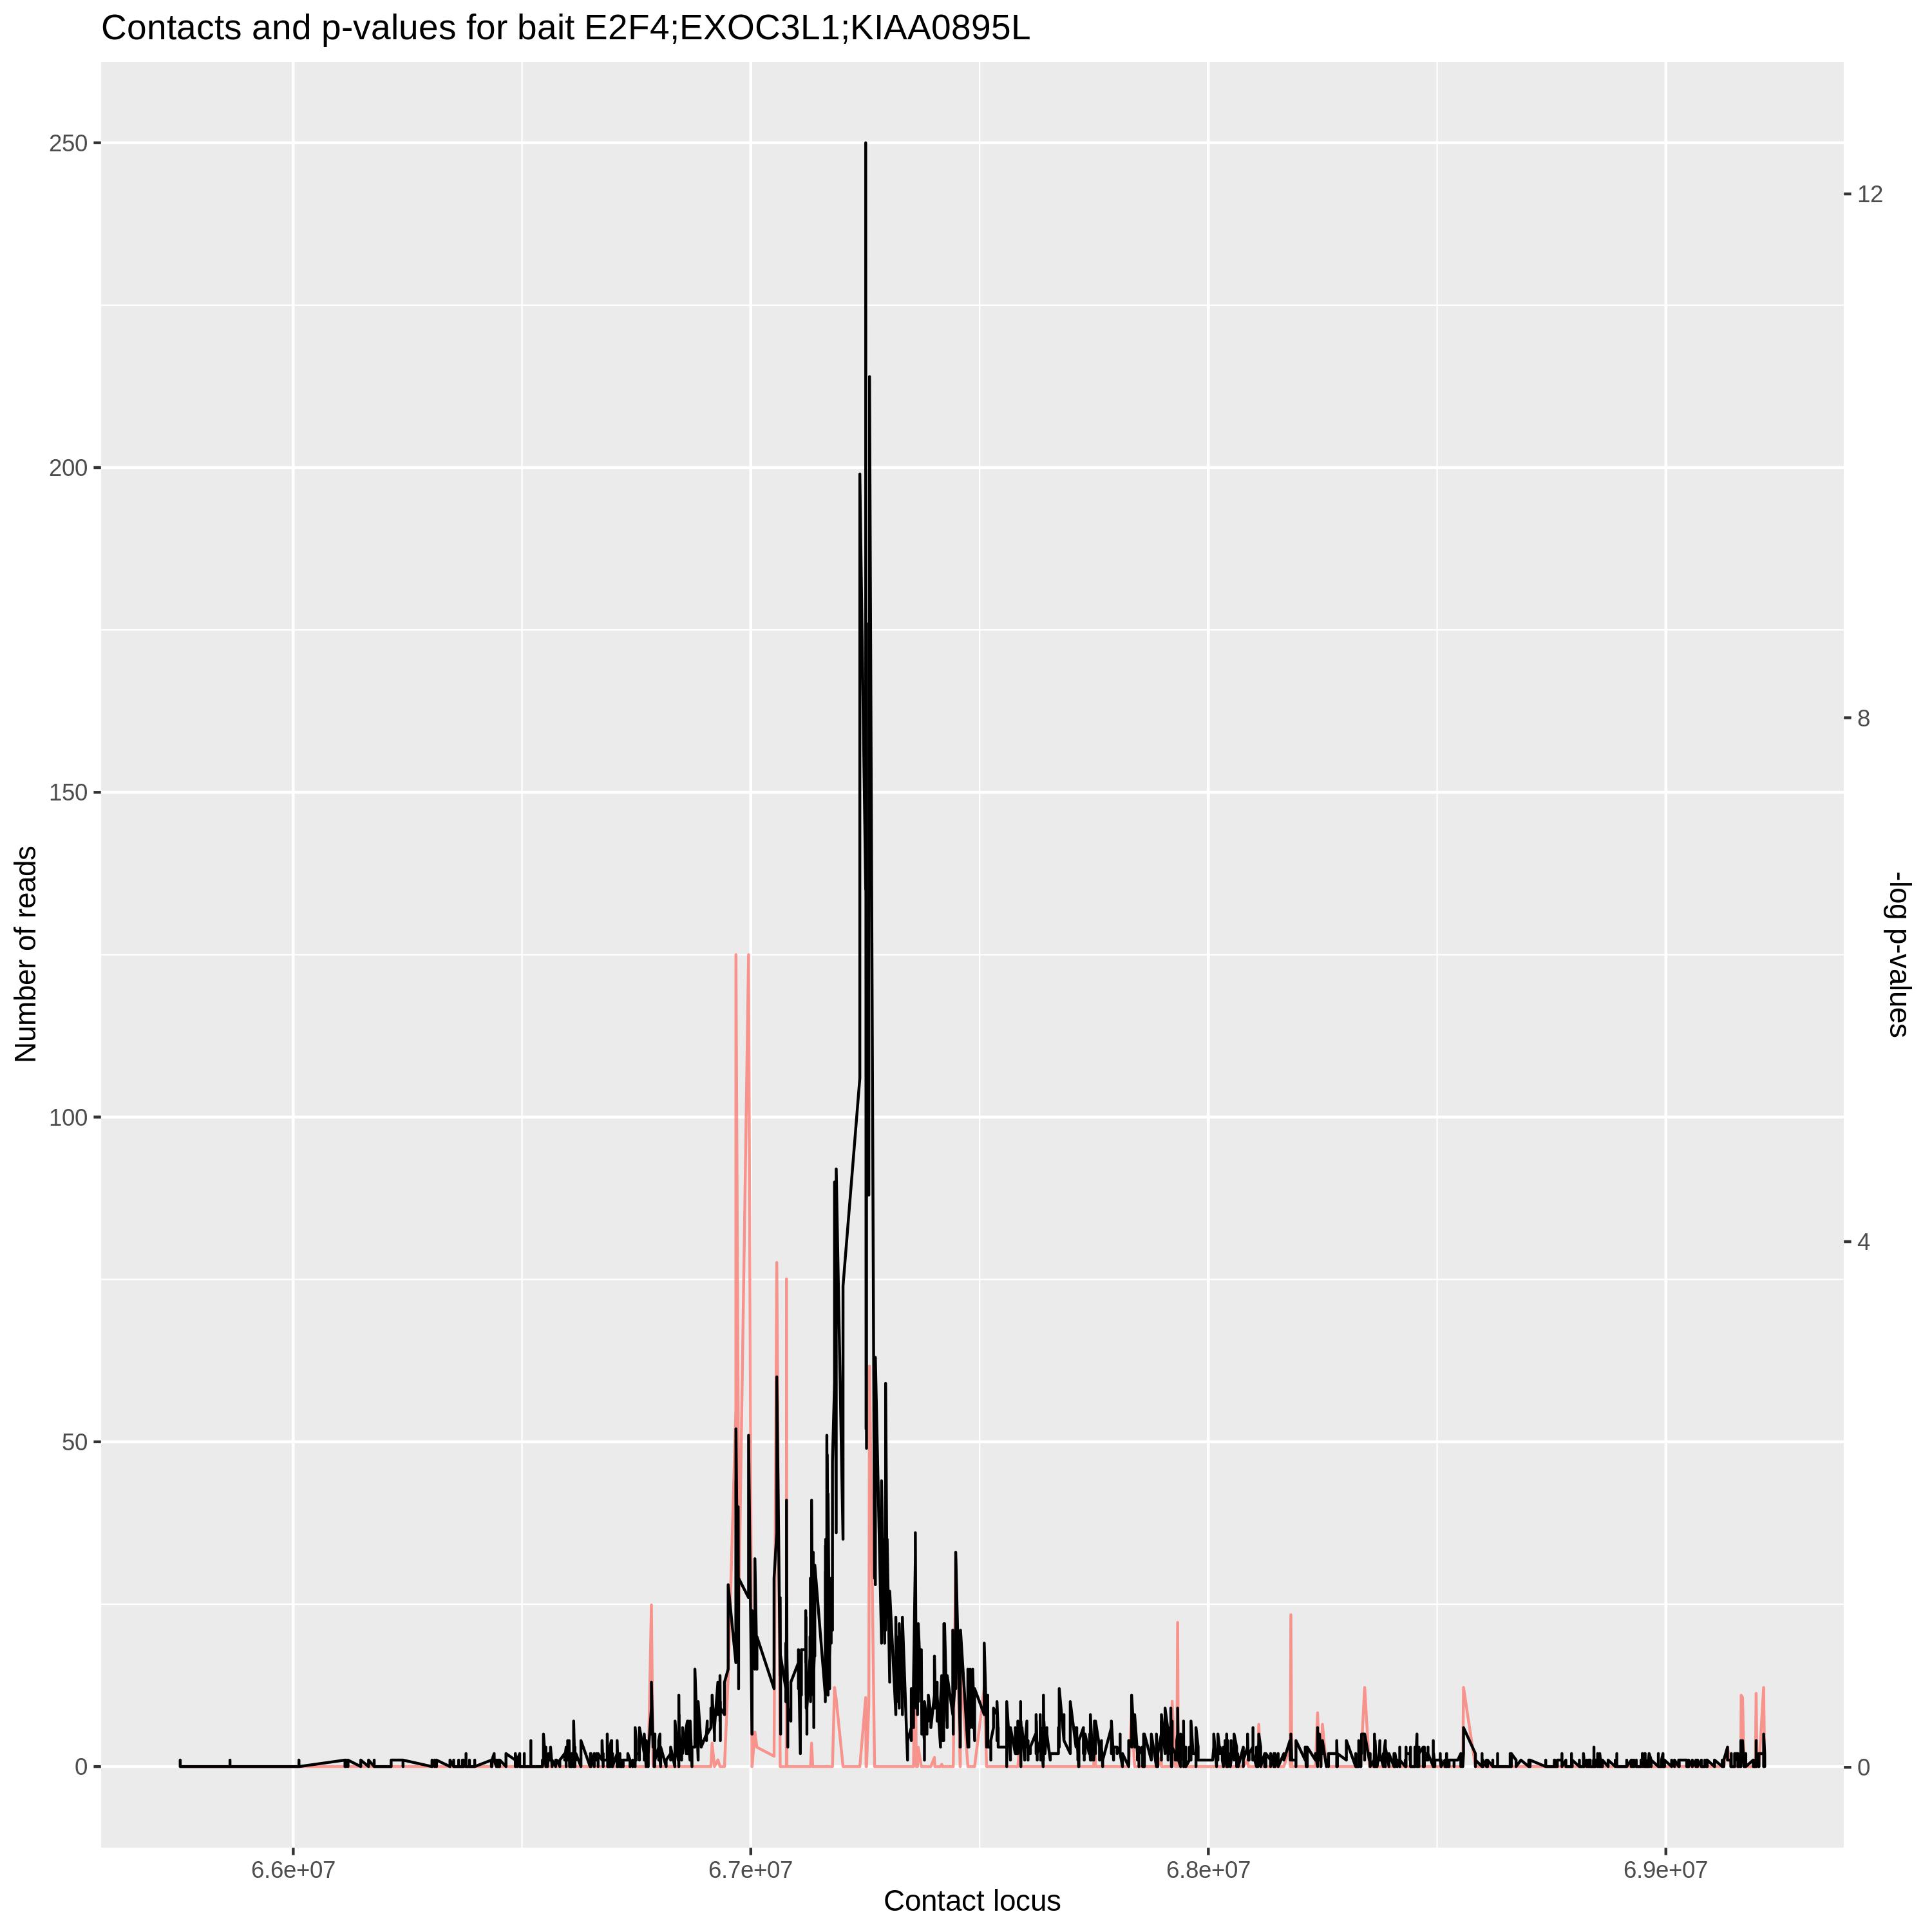 Contacts and p-values for bait E2F4;EXOC3L1;KIAA0895L
250
200
150
100
50
0
Number of reads
12
8
4
0
-log p-values
6.6e+07 6.7e+07 6.8e+07 6.9e+07
Contact locus